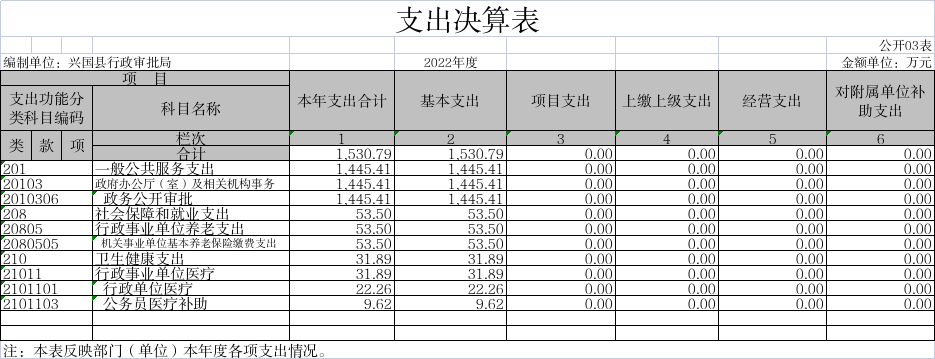 支出决算表
公开03表
编制单位：兴国县行政审批局 2022年度 金额单位：万元
项 目 本年支出合计 基本支出 项目支出 上缴上级支出 经营支出 对附属单位补助支出
支出功能分类科目编码 科目名称
类 款 项 栏次 1 2 3 4 5 6
合计 1,530.79 1,530.79 0.00 0.00 0.00 0.00
201 一般公共服务支出 1,445.41 1,445.41 0.00 0.00 0.00 0.00
20103 政府办公厅（室）及相关机构事务 1,445.41 1,445.41 0.00 0.00 0.00 0.00
2010306 政务公开审批 1,445.41 1,445.41 0.00 0.00 0.00 0.00
208 社会保障和就业支出 53.50 53.50 0.00 0.00 0.00 0.00
20805 行政事业单位养老支出 53.50 53.50 0.00 0.00 0.00 0.00
2080505 机关事业单位基本养老保险缴费支出 53.50 53.50 0.00 0.00 0.00 0.00
210 卫生健康支出 31.89 31.89 0.00 0.00 0.00 0.00
21011 行政事业单位医疗 31.89 31.89 0.00 0.00 0.00 0.00
2101101 行政单位医疗 22.26 22.26 0.00 0.00 0.00 0.00
2101103 公务员医疗补助 9.62 9.62 0.00 0.00 0.00 0.00
注：本表反映部门（单位）本年度各项支出情况。